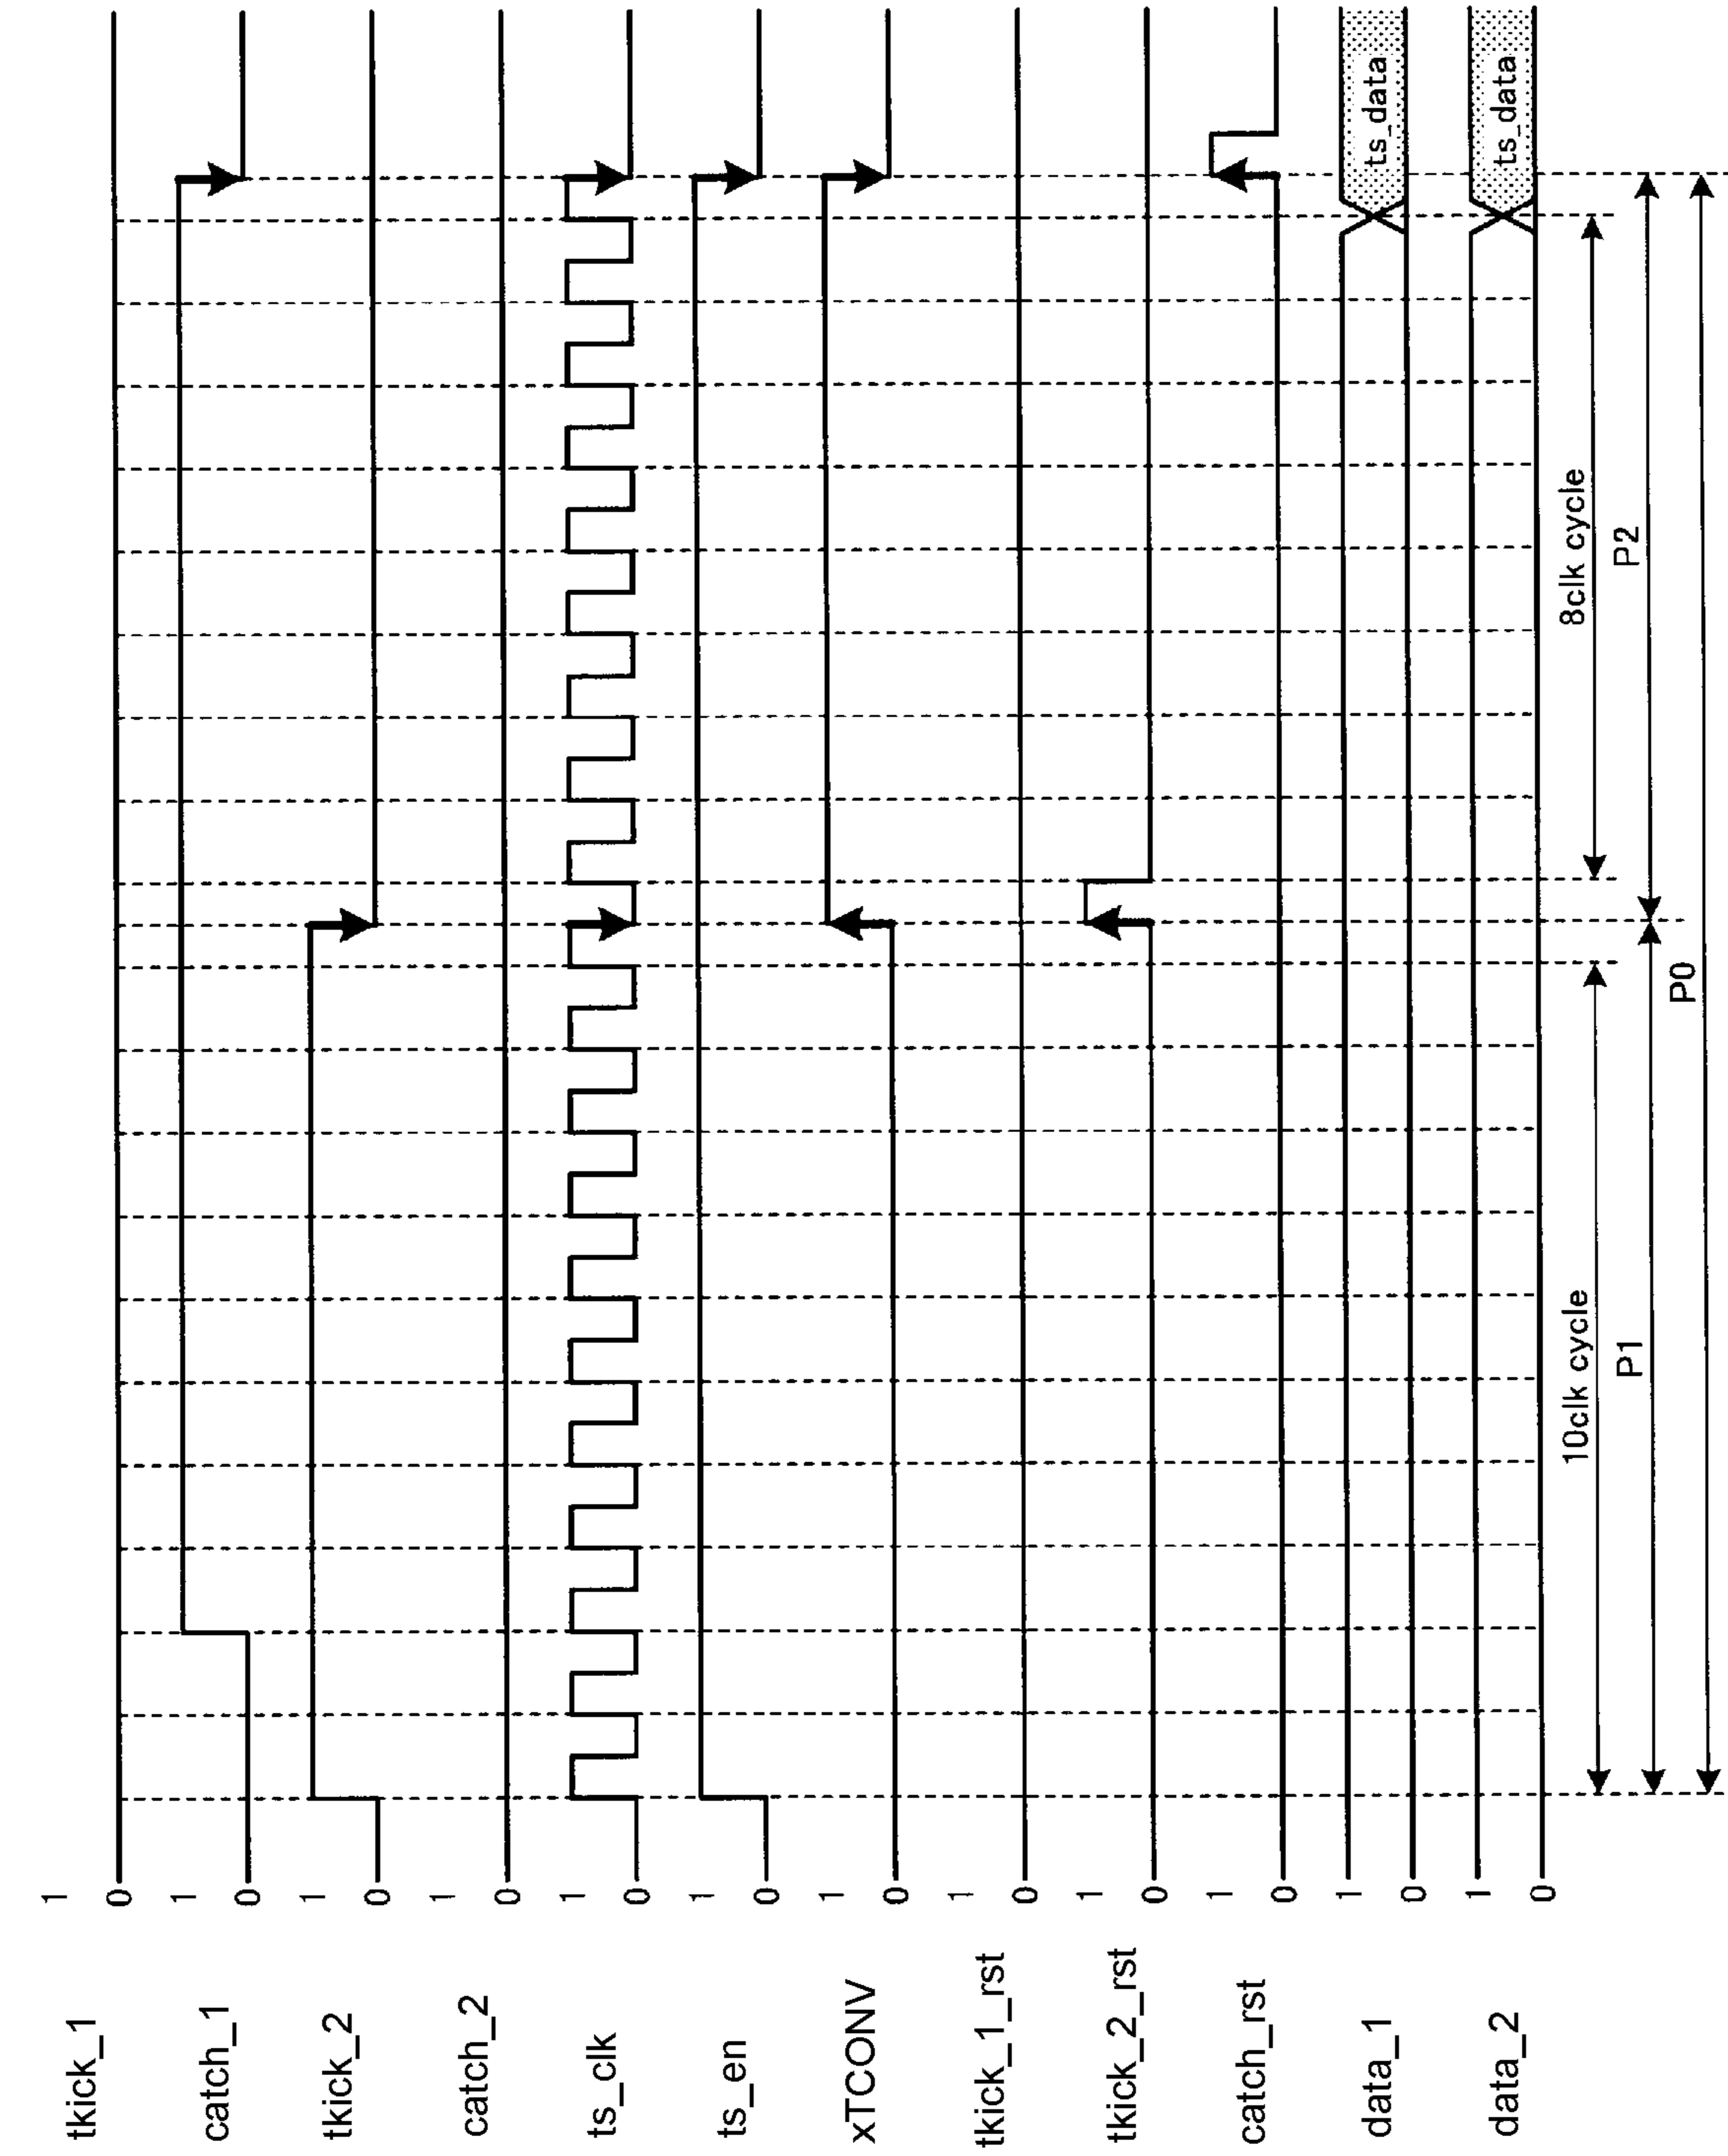 tkick_1 1 0
catch_1 1 0
tkick_2 1 0
catch_2 1 0
ts_clk 1 0
ts_en 1 0
xTCONV 1 0
tkick_1_rst 1 0
tkick_2_rst 1 0
catch_rst 1 0
data_1 1 0 ts_data
data_2 1 0 ts_data
10clk cycle 8clk cycle
P1 P2
P0